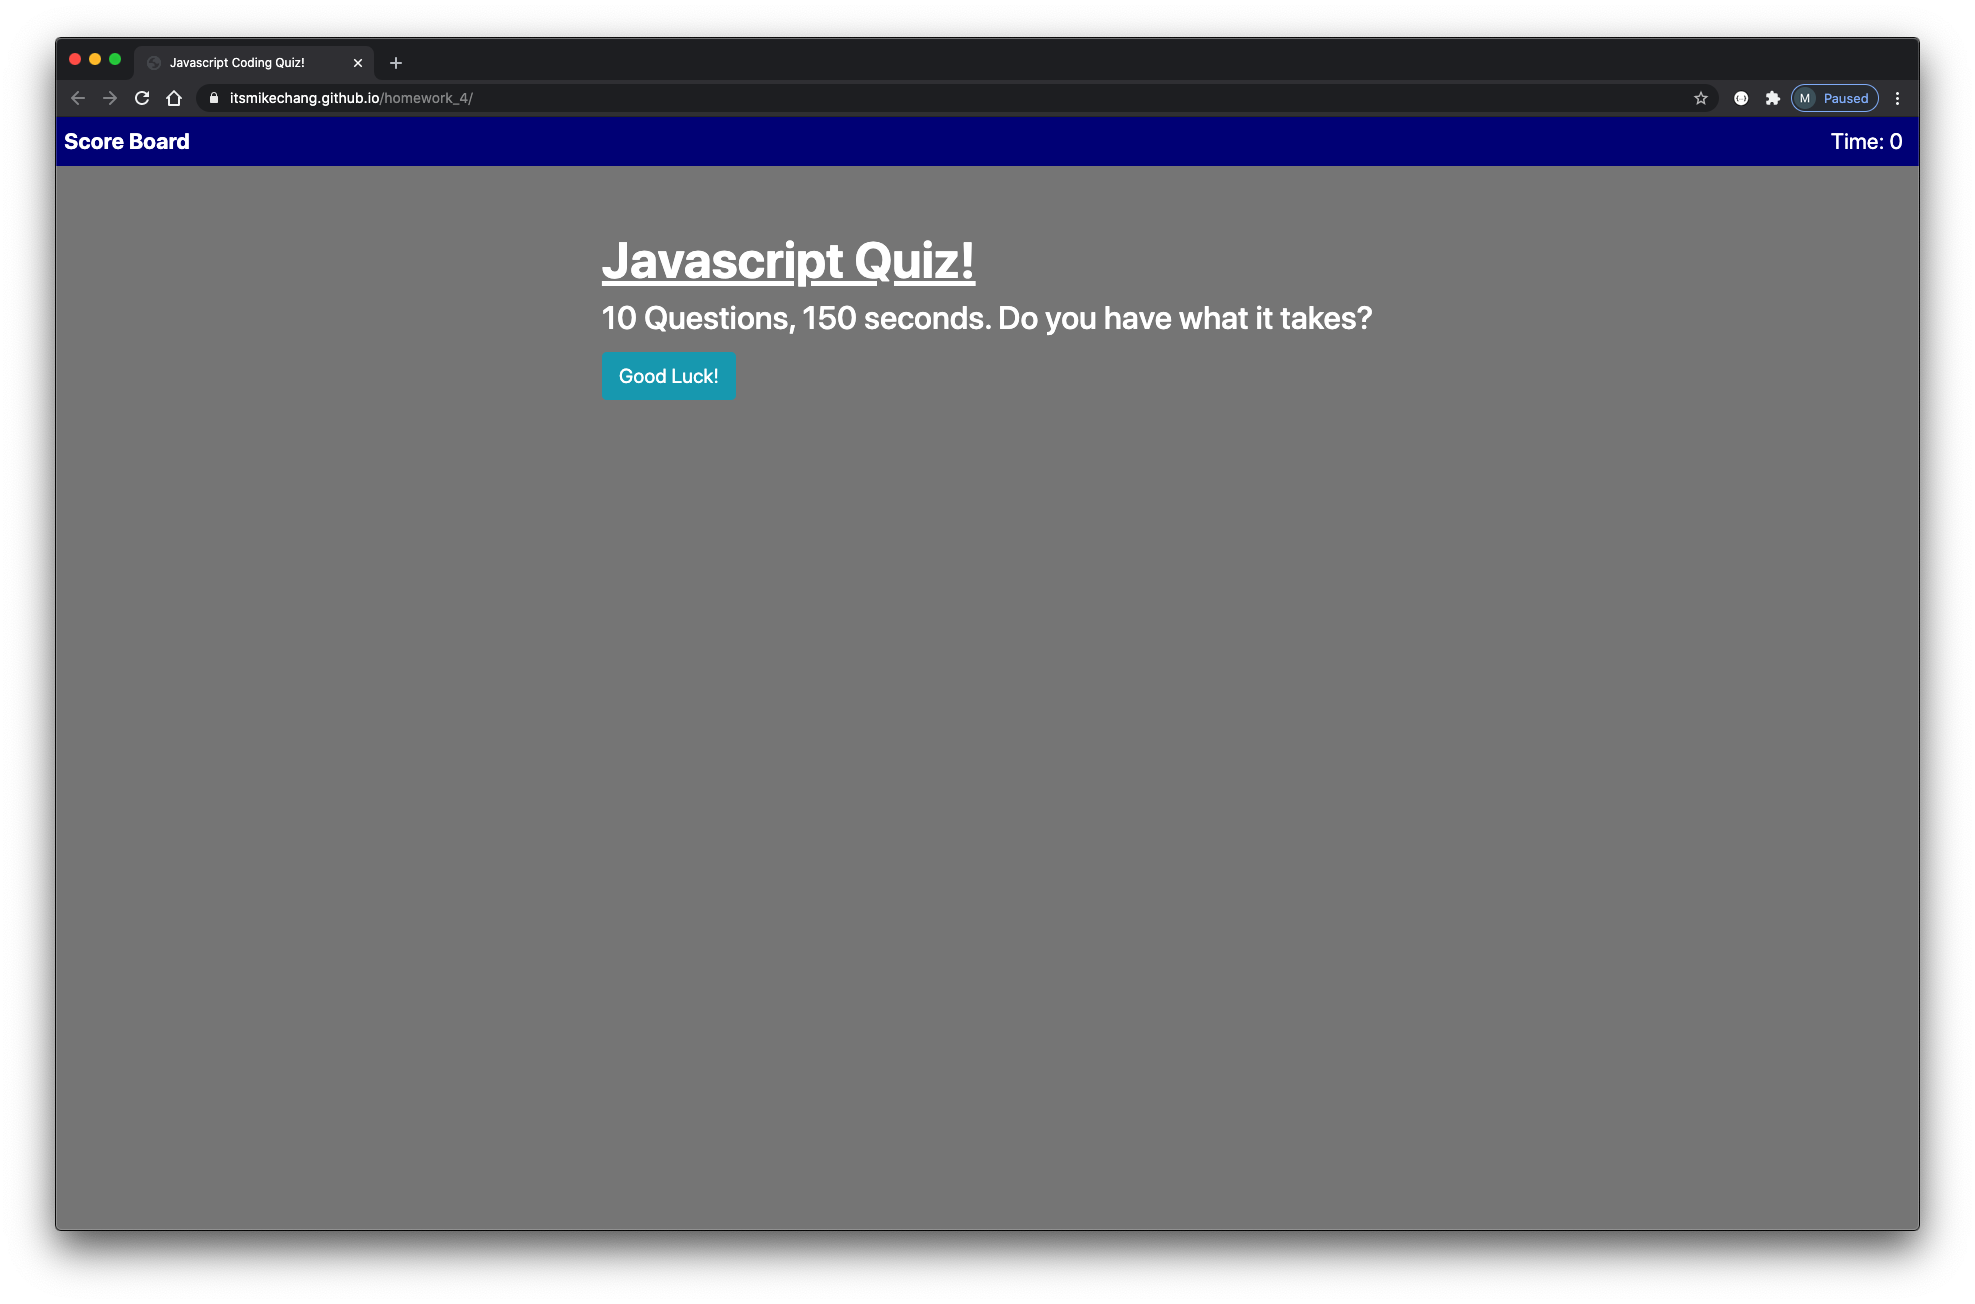 Javascript Coding Quiz!
itsmikechang.github.io/homework_4/
M Paused
Score Board
Time: 0
Javascript Quiz!
10 Questions, 150 seconds. Do you have what it takes?
Good Luck!